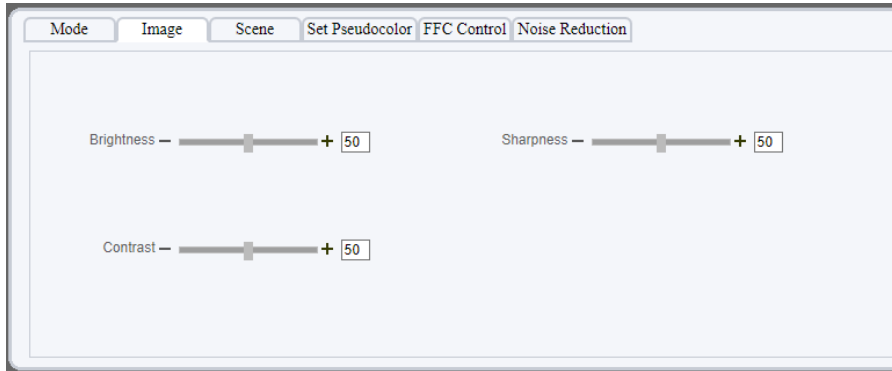 Mode Image Scene Set Pseudocolor FFC Control Noise Reduction
Brightness − + 50 Sharpness − + 50
Contrast − + 50